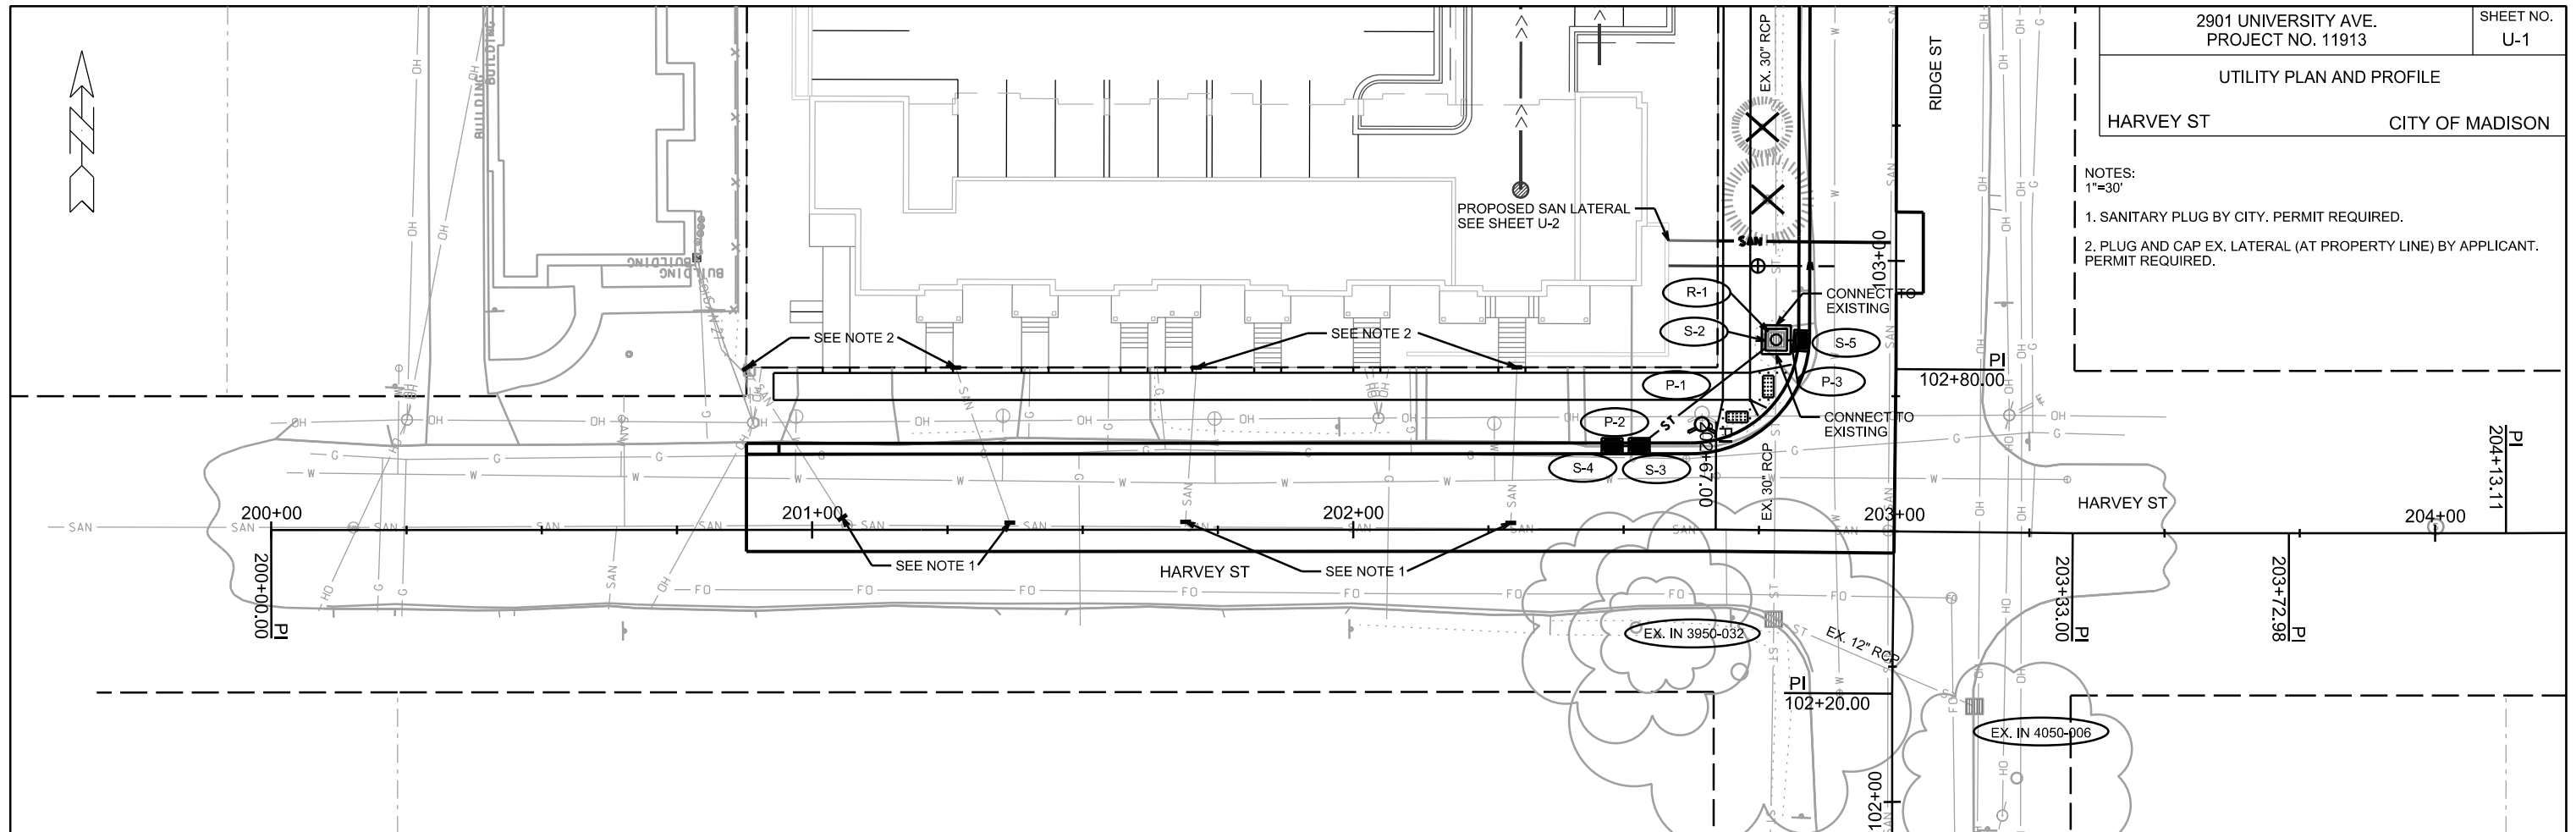 2901 UNIVERSITY AVE.
PROJECT NO. 11913
SHEET NO.
U-1
UTILITY PLAN AND PROFILE
HARVEY ST
CITY OF MADISON
NOTES:
1"=30'
1. SANITARY PLUG BY CITY. PERMIT REQUIRED.
2. PLUG AND CAP EX. LATERAL (AT PROPERTY LINE) BY APPLICANT.
PERMIT REQUIRED.
RIDGE ST
EX. 30" RCP
BUILDING
BUILDING
BUILDING
BUILDING
PROPOSED SAN LATERAL
SEE SHEET U-2
SAN
103+00
R-1
CONNECT TO
EXISTING
S-2
S-5
SEE NOTE 2
SEE NOTE 2
PI
102+80.00
P-1
P-3
CONNECT TO
EXISTING
P-2
ST
S-4
S-3
PI
202+67.00
EX. 30" RCP
PI
204+13.11
HARVEY ST
200+00
201+00
202+00
203+00
204+00
200+00.00
PI
SEE NOTE 1
HARVEY ST
SEE NOTE 1
203+33.00
PI
203+72.98
PI
EX. IN 3950-032
EX. 12" RCP
PI
102+20.00
EX. IN 4050-006
102+00
OH
G
W
SAN
FO
ST